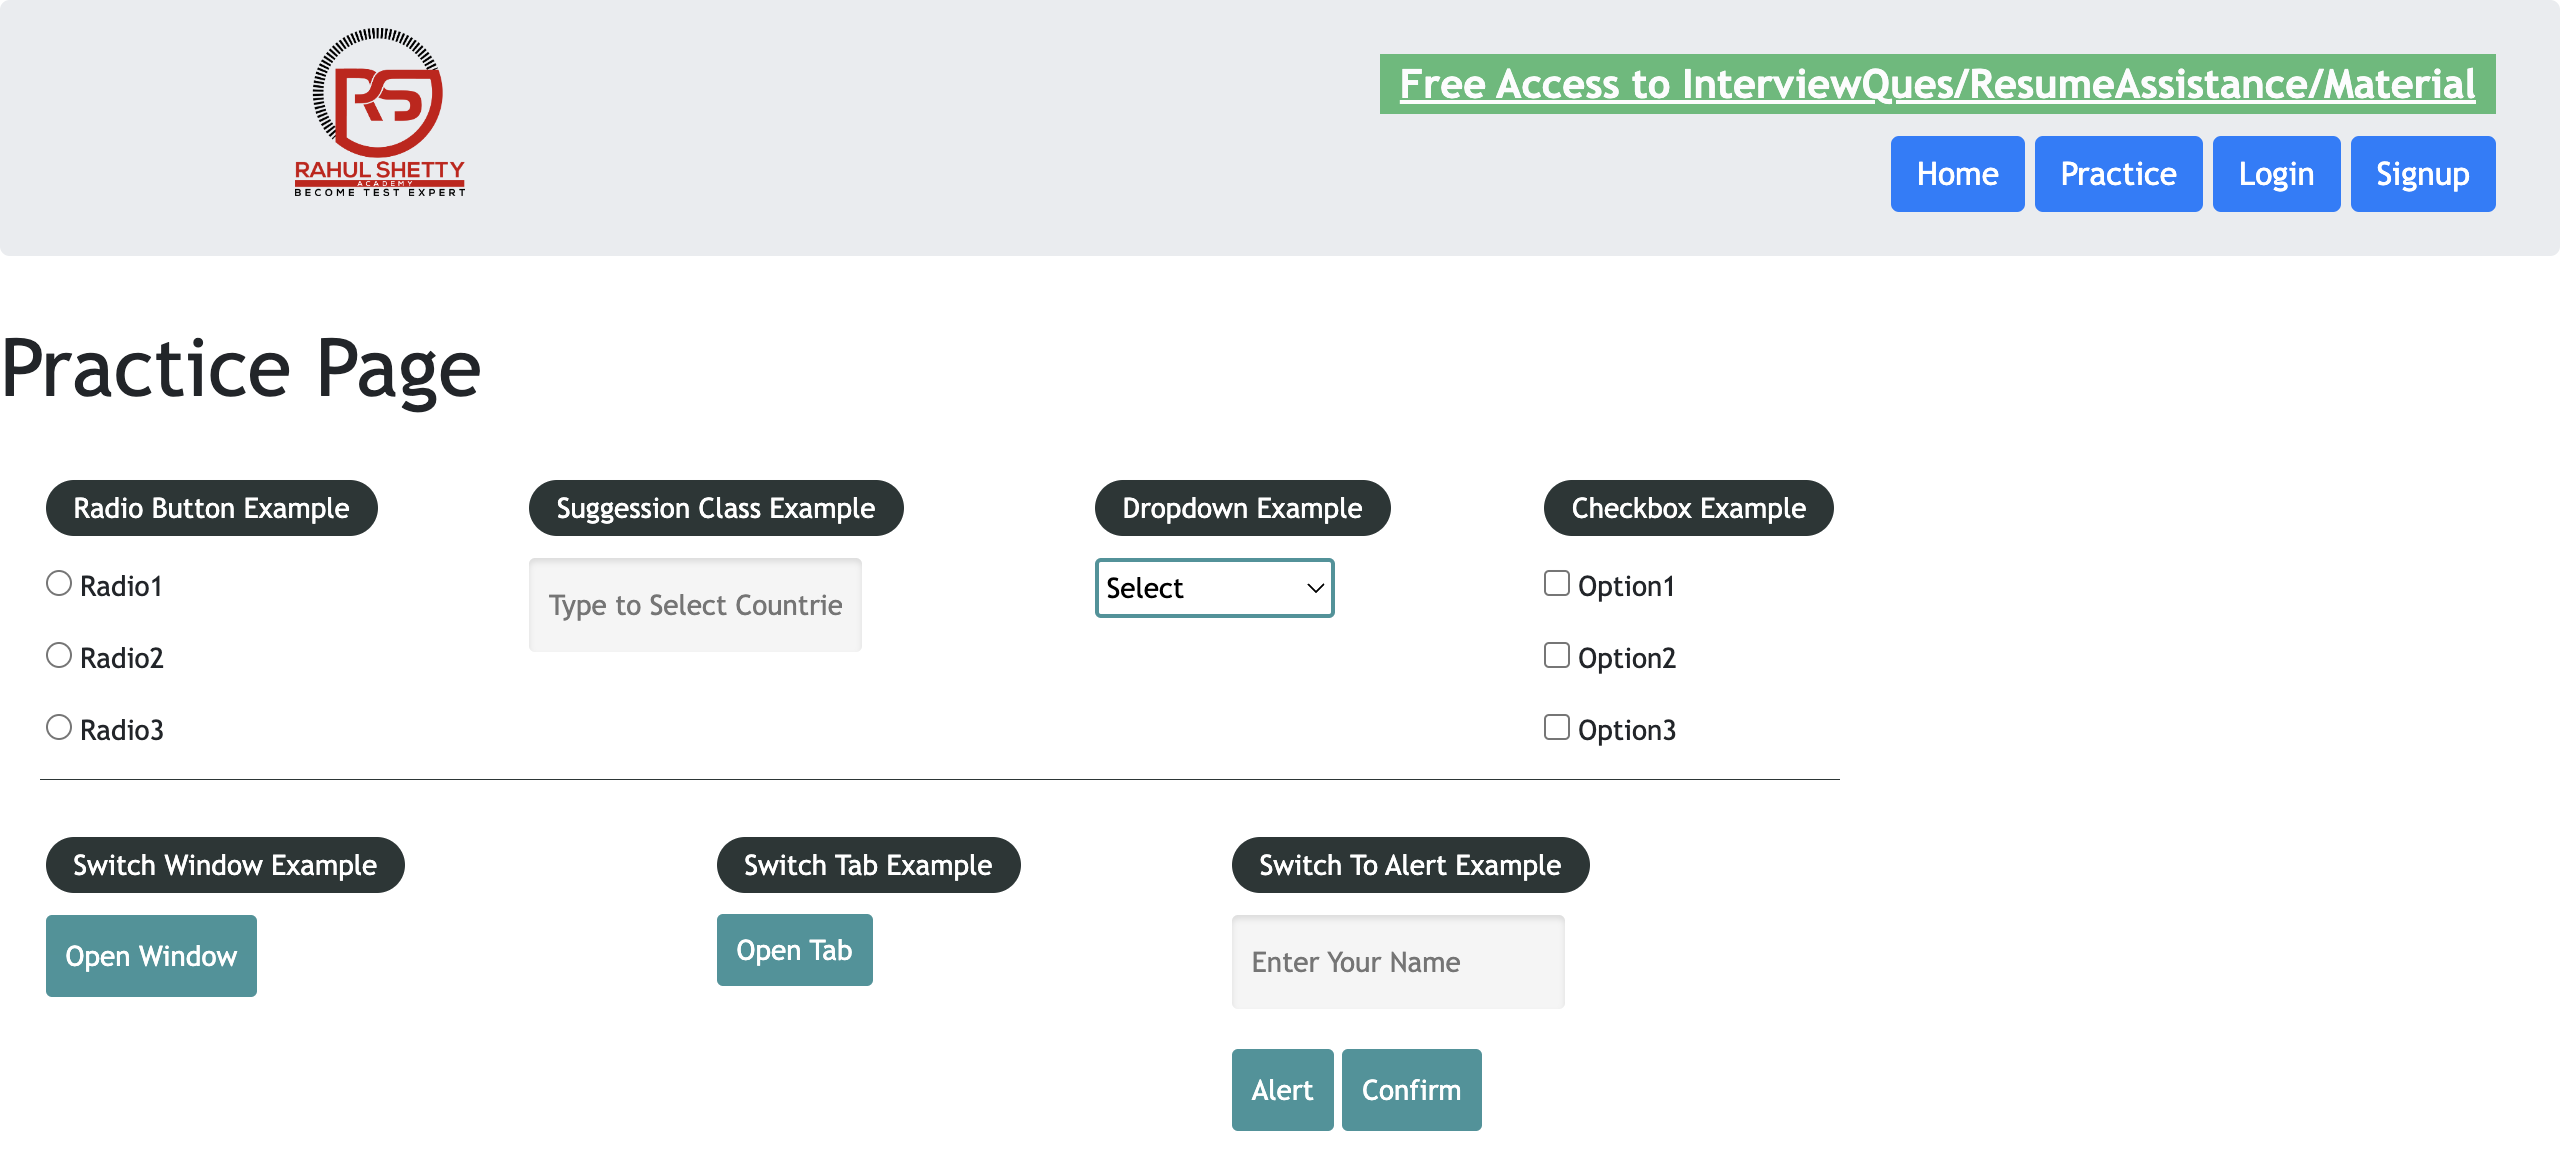 RS
RAHUL SHETTY
ACADEMY
BECOME TEST EXPERT
Free Access to InterviewQues/ResumeAssistance/Material
Home Practice Login Signup
Practice Page
Radio Button Example Suggession Class Example Dropdown Example Checkbox Example
Radio1 Type to Select Countrie Select Option1
Radio2 Option2
Radio3 Option3
Switch Window Example Switch Tab Example Switch To Alert Example
Open Window Open Tab Enter Your Name
Alert Confirm